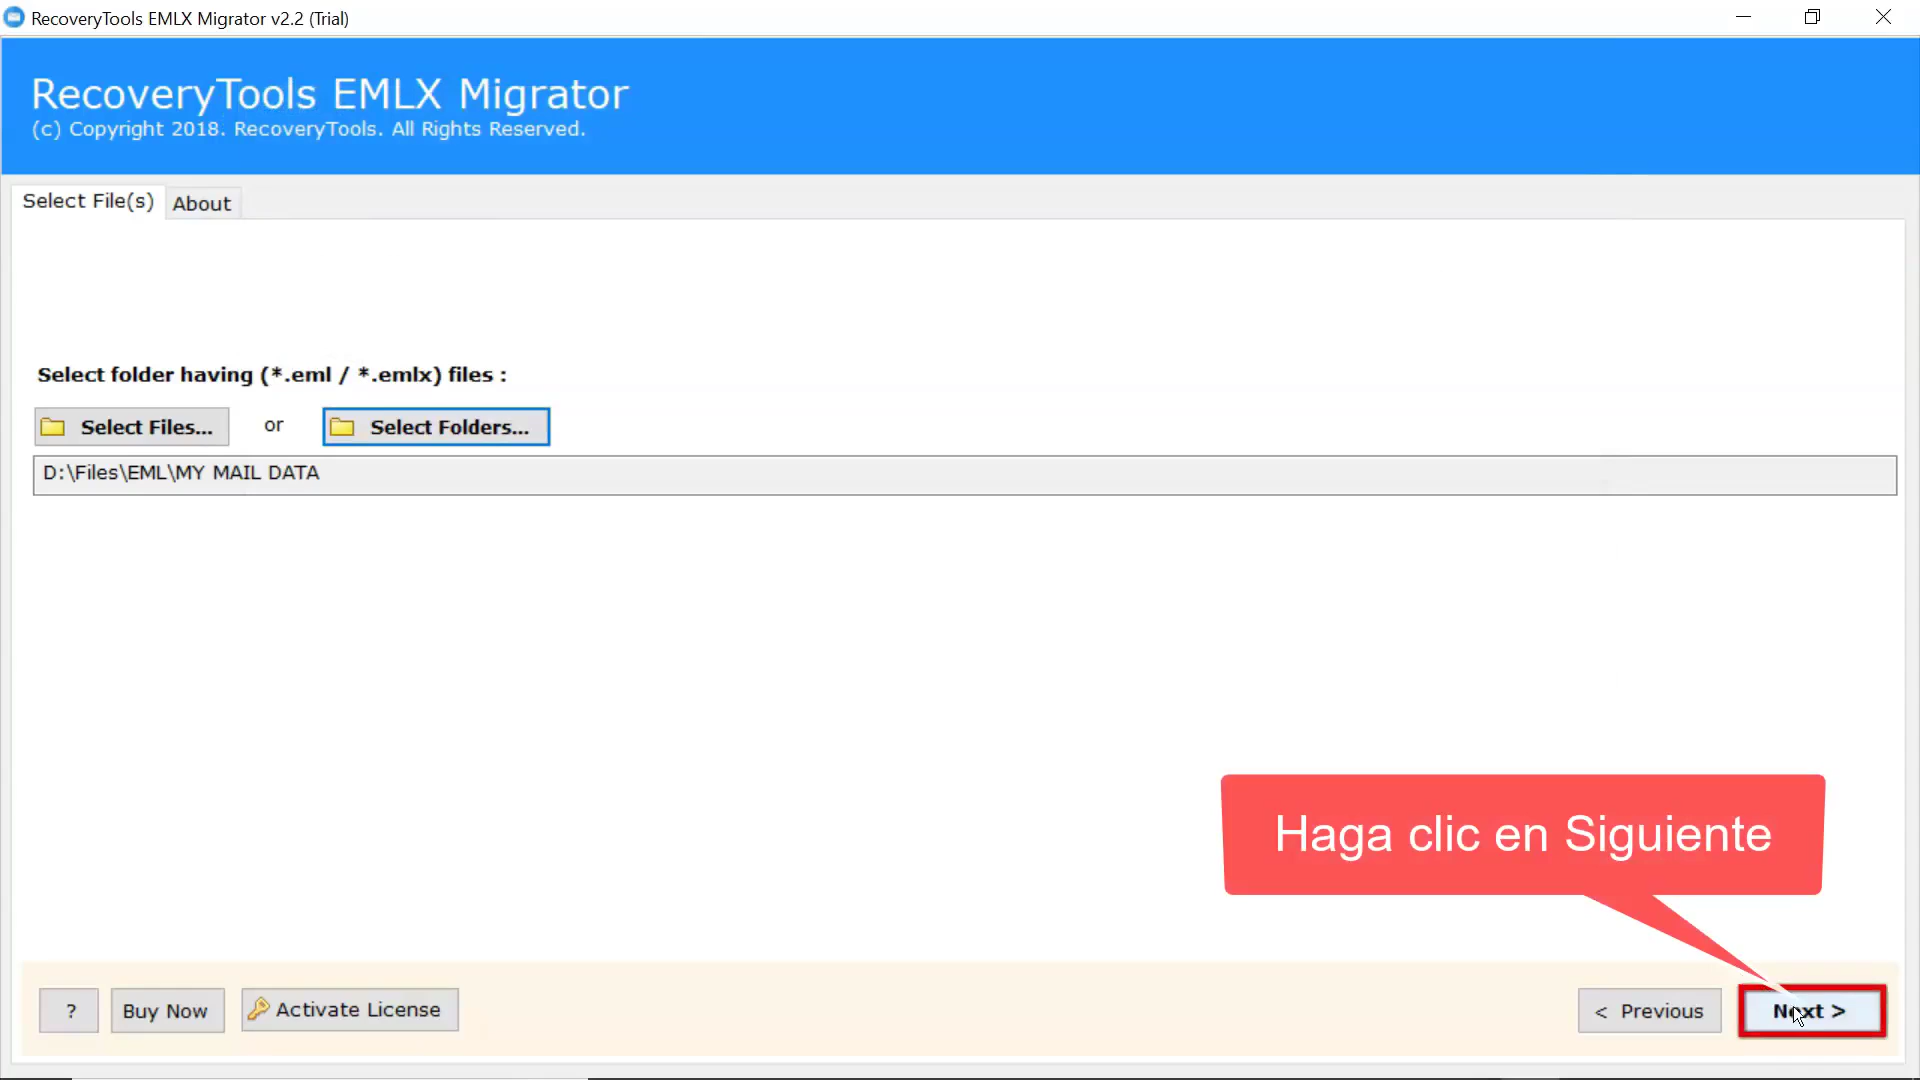 RecoveryTools EMLX Migrator v2.2 (Trial)
RecoveryTools EMLX Migrator
(c) Copyright 2018. RecoveryTools. All Rights Reserved.
Select File(s)
About
Select folder having (*.eml / *.emlx) files :
Select Files...
or
Select Folders...
D:\Files\EML\MY MAIL DATA
Haga clic en Siguiente
?
Buy Now
Activate License
< Previous
Next >